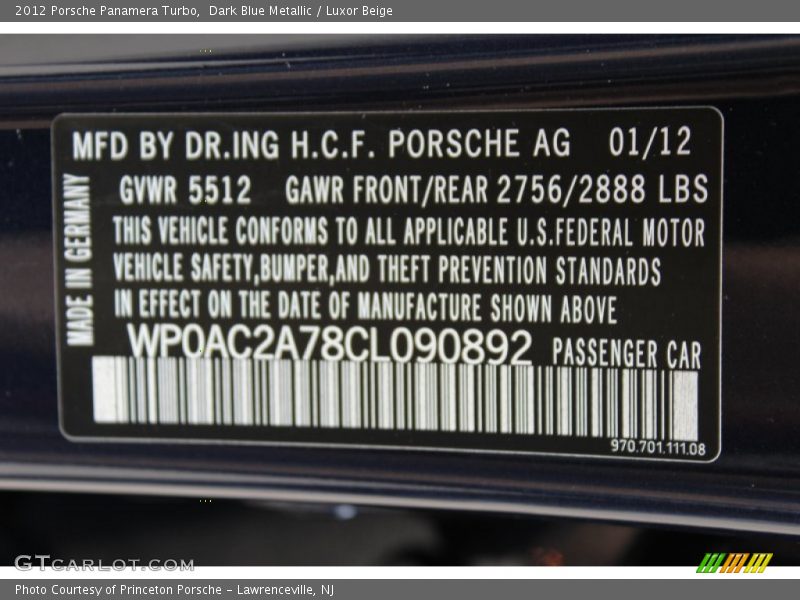 2012 Porsche Panamera Turbo, Dark Blue Metallic / Luxor Beige
MFD BY DR.ING H.C.F. PORSCHE AG 01/12
GVWR 5512 GAWR FRONT/REAR 2756/2888 LBS
THIS VEHICLE CONFORMS TO ALL APPLICABLE U.S.FEDERAL MOTOR
VEHICLE SAFETY,BUMPER,AND THEFT PREVENTION STANDARDS
IN EFFECT ON THE DATE OF MANUFACTURE SHOWN ABOVE
MADE IN GERMANY
WP0AC2A78CL090892 PASSENGER CAR
970.701.111.08
GTCARLOT.COM
Photo Courtesy of Princeton Porsche - Lawrenceville, NJ